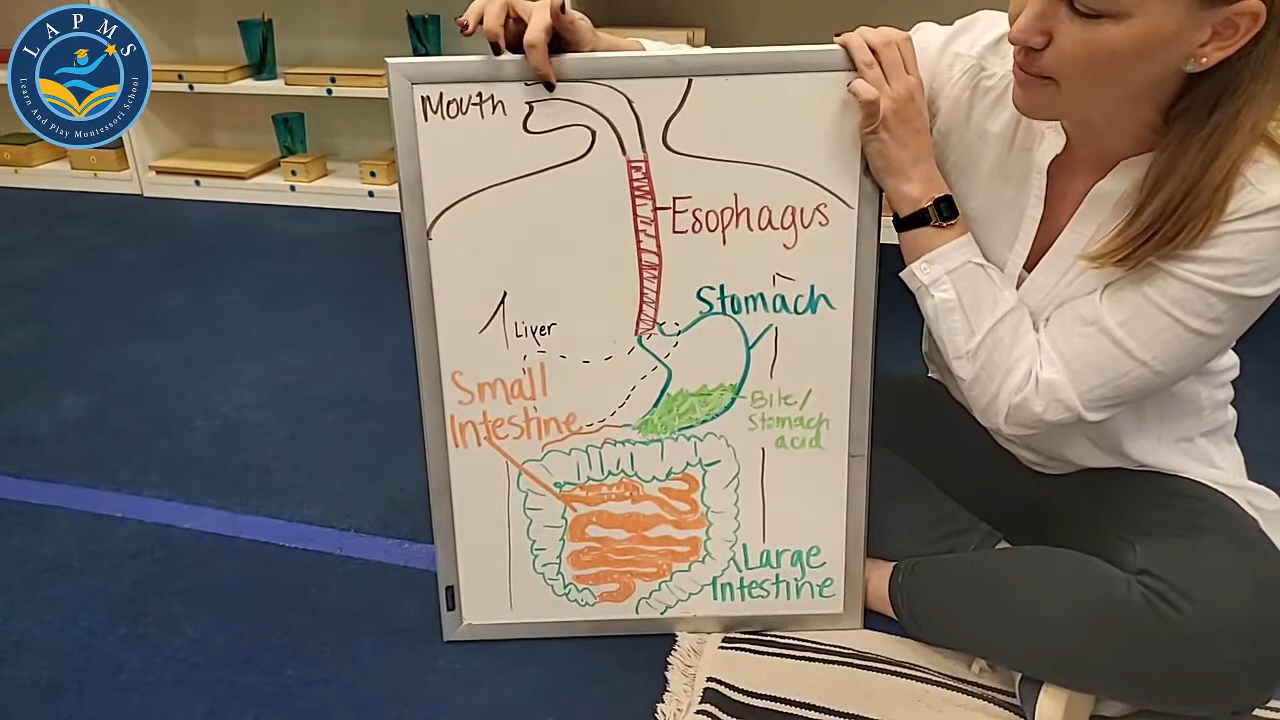 LAPMS
Learn And Play Montessori School
Mouth
Esophagus
Stomach
Liver
Small
Intestine
Bile/
Stomach
acid
Large
Intestine